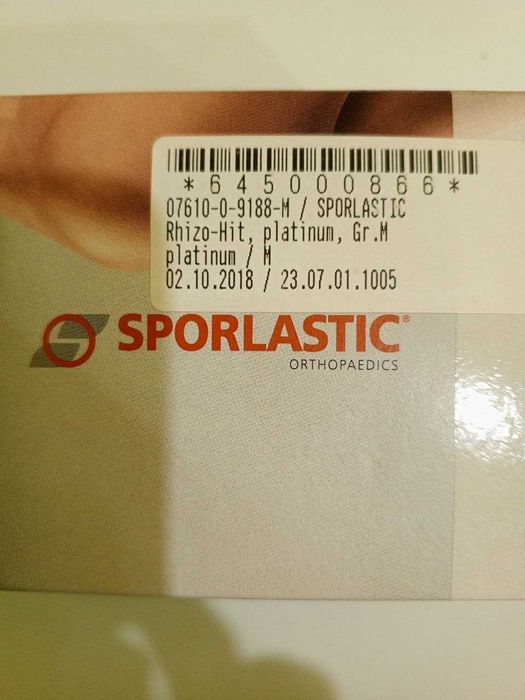 *645000866*
07610-0-9188-M / SPORLASTIC
Rhizo-Hit, platinum, Gr.M
platinum / M
02.10.2018 / 23.07.01.1005
SPORLASTIC®
ORTHOPAEDICS